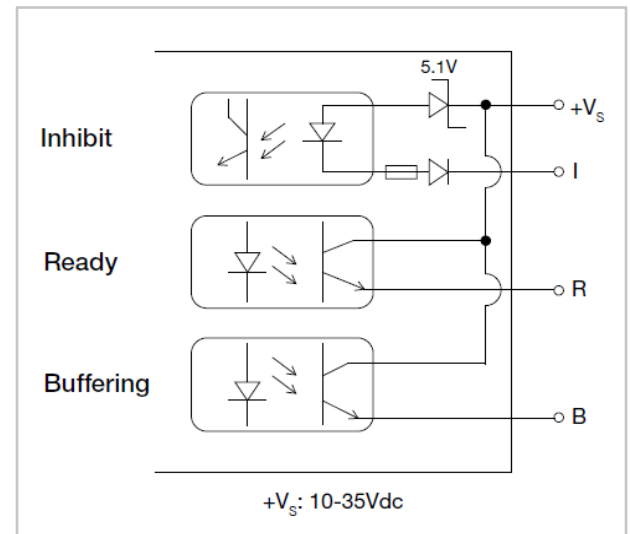 5.1V
+Vs
Inhibit
I
Ready
R
Buffering
B
+Vs: 10-35Vdc